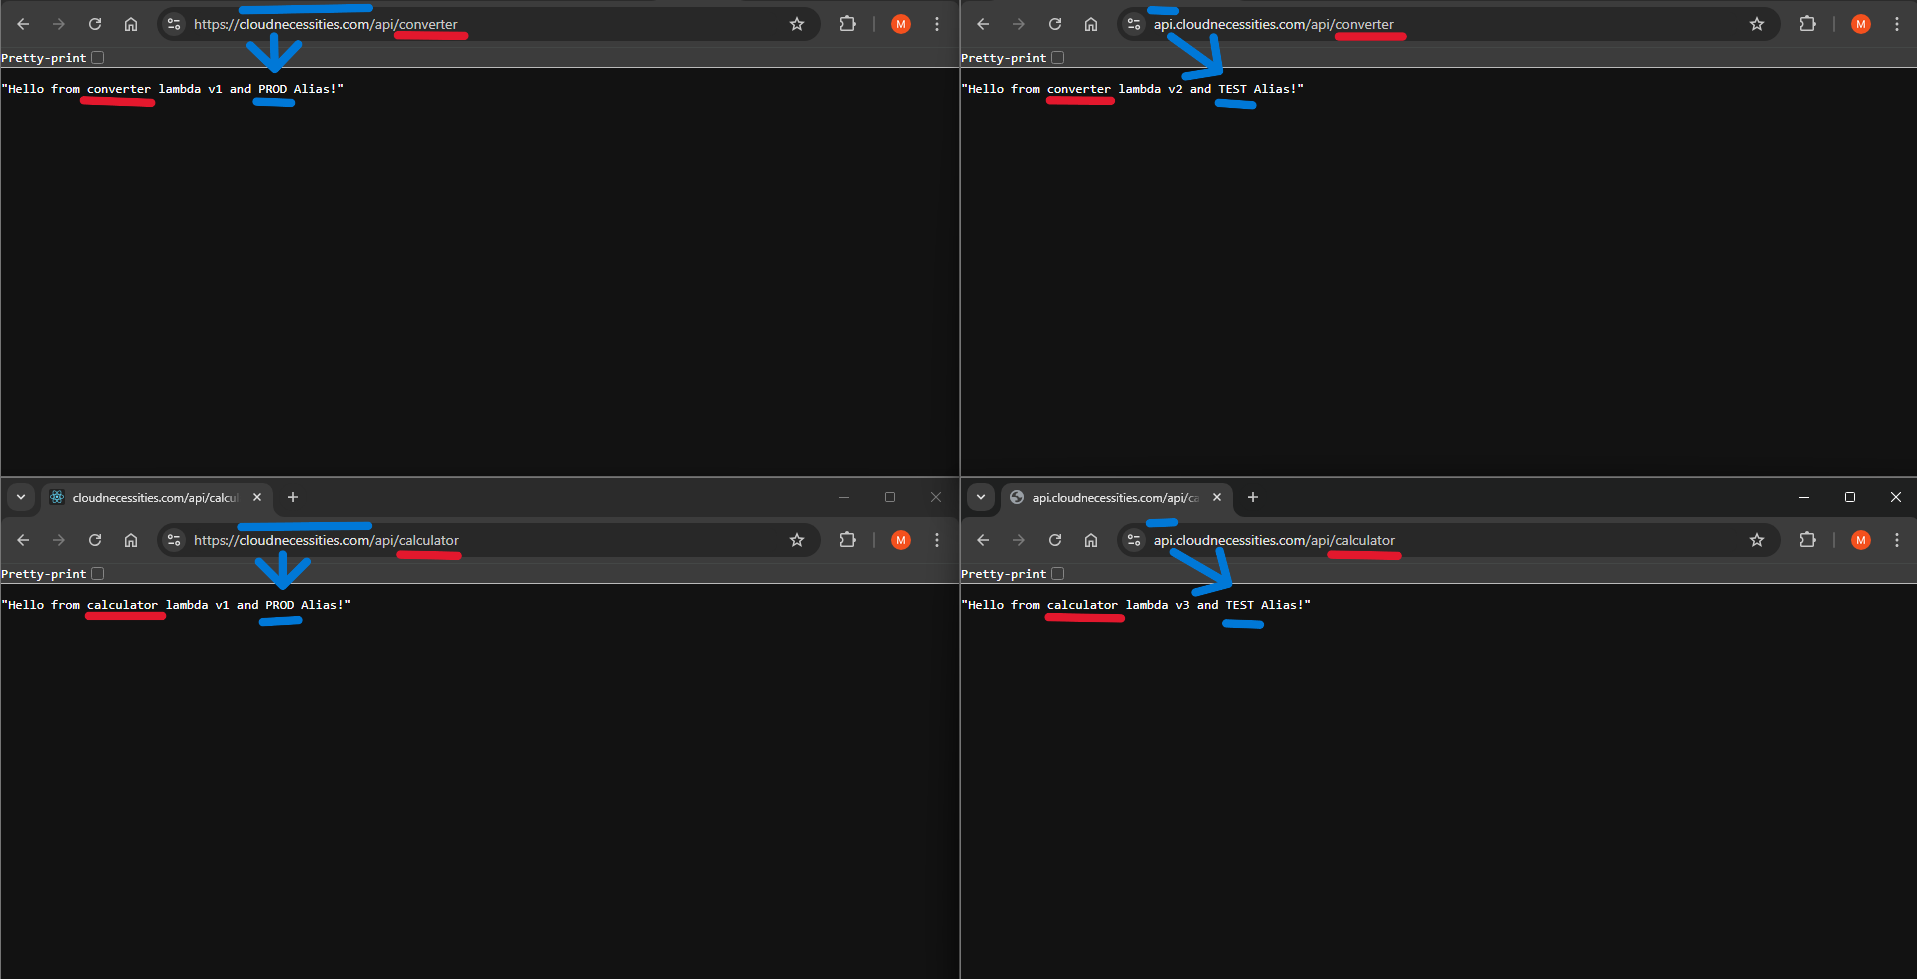 https://cloudnecessities.com/api/converter
M
Pretty-print
"Hello from converter lambda v1 and PROD Alias!"
api.cloudnecessities.com/api/converter
M
Pretty-print
"Hello from converter lambda v2 and TEST Alias!"
cloudnecessities.com/api/calcu
https://cloudnecessities.com/api/calculator
M
Pretty-print
"Hello from calculator lambda v1 and PROD Alias!"
api.cloudnecessities.com/api/ca
api.cloudnecessities.com/api/calculator
M
Pretty-print
"Hello from calculator lambda v3 and TEST Alias!"